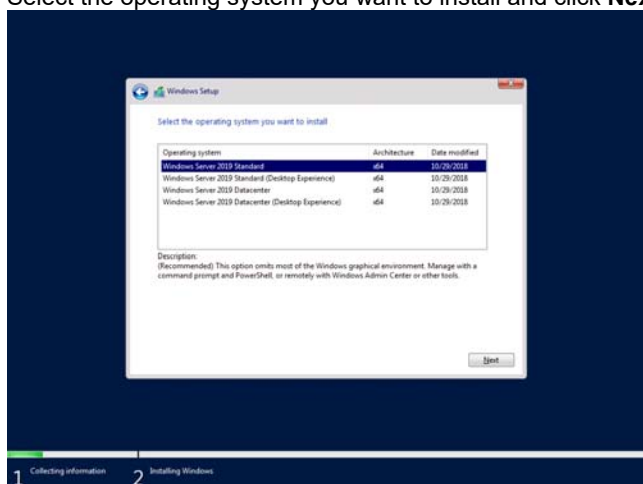 Select the operating system you want to install and click Nex
Windows Setup
Select the operating system you want to install
Operating system Architecture Date modified
Windows Server 2019 Standard x64 10/29/2018
Windows Server 2019 Standard (Desktop Experience) x64 10/29/2018
Windows Server 2019 Datacenter x64 10/29/2018
Windows Server 2019 Datacenter (Desktop Experience) x64 10/29/2018
Description:
(Recommended) This option omits most of the Windows graphical environment. Manage with a
command prompt and PowerShell, or remotely with Windows Admin Center or other tools.
Next
1 Collecting information 2 Installing Windows